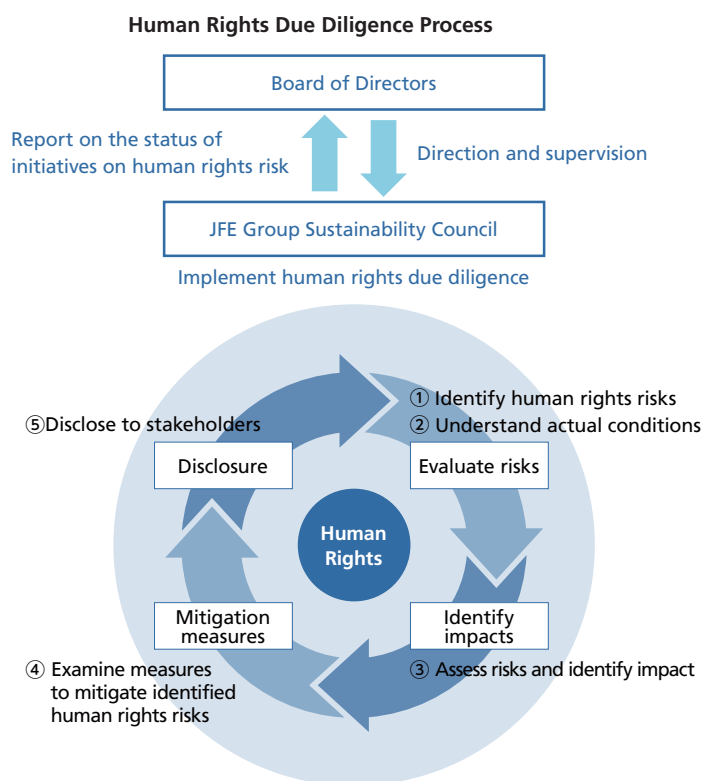 Human Rights Due Diligence Process
Board of Directors
Report on the status of
initiatives on human rights risk
Direction and supervision
JFE Group Sustainability Council
Implement human rights due diligence
① Identify human rights risks
② Understand actual conditions
Evaluate risks
⑤Disclose to stakeholders
Disclosure
Human
Rights
Identify
impacts
③ Assess risks and identify impact
Mitigation
measures
④ Examine measures
to mitigate identified
human rights risks